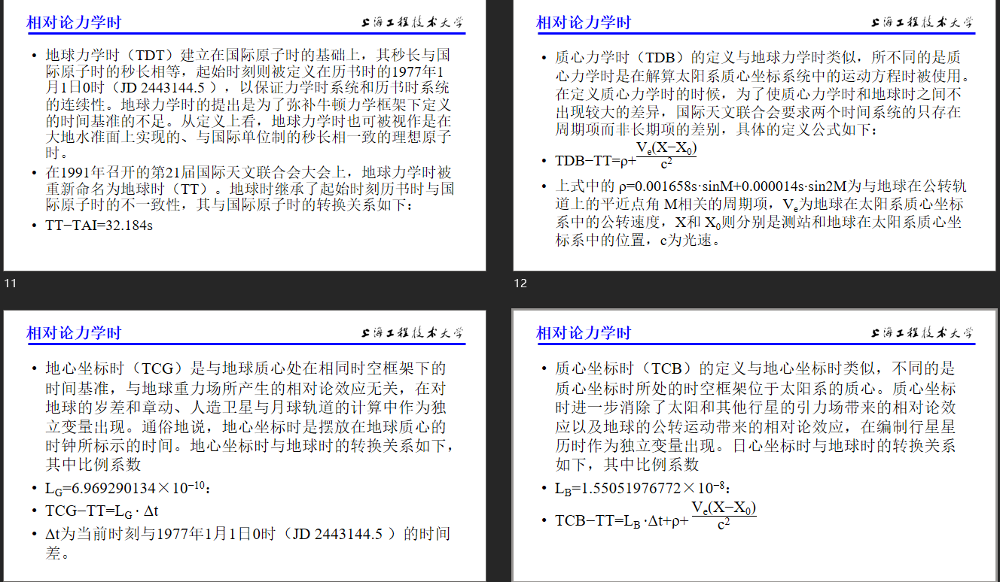 相对论力学时
上海工程技术大学
• 地球力学时（TDT）建立在国际原子时的基础上，其秒长与国
际原子时的秒长相等，起始时刻则被定义在历书时的1977年1
月1日0时（JD 2443144.5 ），以保证力学时系统和历书时系统
的连续性。地球力学时的提出是为了弥补牛顿力学框架下定义
的时间基准的不足。从定义上看，地球力学时也可被视作是在
大地水准面上实现的、与国际单位制的秒长相一致的理想原子
时。
• 在1991年召开的第21届国际天文联合会大会上，地球力学时被
重新命名为地球时（TT）。地球时继承了起始时刻历书时与国
际原子时的不一致性，其与国际原子时的转换关系如下：
• TT−TAI=32.184s
11
相对论力学时
上海工程技术大学
• 质心力学时（TDB）的定义与地球力学时类似，所不同的是质
心力学时是在解算太阳系质心坐标系统中的运动方程时被使用。
在定义质心力学时的时候，为了使质心力学时和地球时之间不
出现较大的差异，国际天文联合会要求两个时间系统的只存在
周期项而非长期项的差别，具体的定义公式如下：
• TDB−TT=ρ+Vₑ(X−X₀)/c²
• 上式中的 ρ=0.001658s·sinM+0.000014s·sin2M为与地球在公转轨
道上的平近点角 M相关的周期项，Vₑ为地球在太阳系质心坐标
系中的公转速度，X和 X₀则分别是测站和地球在太阳系质心坐
标系中的位置，c为光速。
12
相对论力学时
上海工程技术大学
• 地心坐标时（TCG）是与地球质心处在相同时空框架下的
时间基准，与地球重力场所产生的相对论效应无关，在对
地球的岁差和章动、人造卫星与月球轨道的计算中作为独
立变量出现。通俗地说，地心坐标时是摆放在地球质心的
时钟所标示的时间。地心坐标时与地球时的转换关系如下，
其中比例系数
• L_G=6.969290134×10⁻¹⁰：
• TCG−TT=L_G · Δt
• Δt为当前时刻与1977年1月1日0时（JD 2443144.5 ）的时间
差。
相对论力学时
上海工程技术大学
• 质心坐标时（TCB）的定义与地心坐标时类似，不同的是
质心坐标时所处的时空框架位于太阳系的质心。质心坐标
时进一步消除了太阳和其他行星的引力场带来的相对论效
应以及地球的公转运动带来的相对论效应，在编制行星星
历时作为独立变量出现。日心坐标时与地球时的转换关系
如下，其中比例系数
• L_B=1.55051976772×10⁻⁸：
• TCB−TT=L_B ·Δt+ρ+ Vₑ(X−X₀)/c²